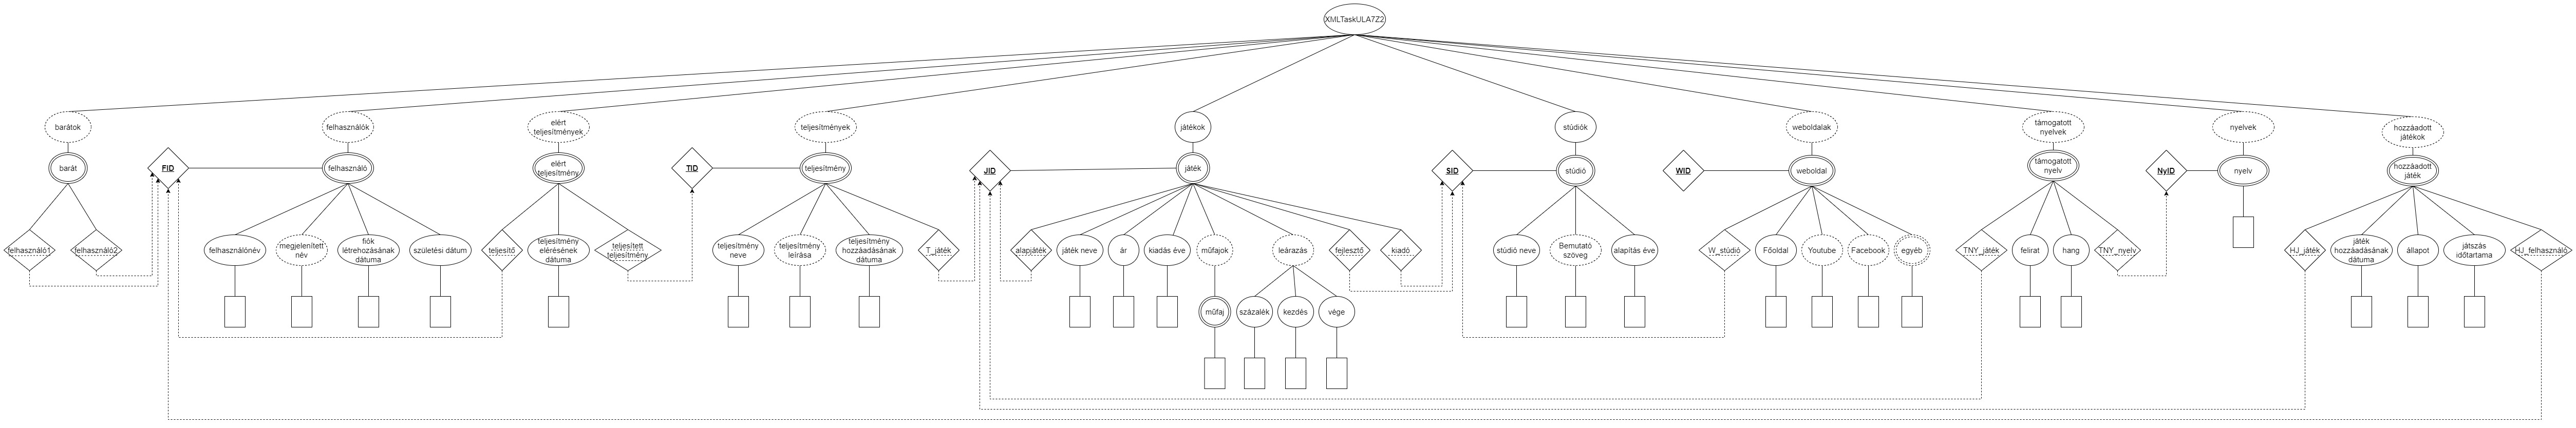 XMLTaskULA7Z2
barátok
felhasználók
elért
teljesítmények
teljesítmények
játékok
stúdiók
weboldalak
támogatott
nyelvek
nyelvek
hozzáadott
játékok
barát
FID
felhasználó
elért
teljesítmény
TID
teljesítmény
JID
játék
SID
stúdió
WID
weboldal
támogatott
nyelv
NyID
nyelv
hozzáadott
játék
felhasználó1
felhasználó2
felhasználónév
megjelenített
név
fiók
létrehozásának
dátuma
születési dátum
teljesítő
teljesítmény
elérésének
dátuma
teljesített
teljesítmény
teljesítmény
neve
teljesítmény
leírása
teljesítmény
hozzáadásának
dátuma
T_játék
alapjáték
játék neve
ár
kiadás éve
műfajok
leárazás
fejlesztő
kiadó
stúdió neve
Bemutató
szöveg
alapítás éve
W_stúdió
Főoldal
Youtube
Facebook
egyéb
TNY_játék
felirat
hang
TNY_nyelv
HJ_játék
játék
hozzáadásának
dátuma
állapot
játszás
időtartama
HJ_felhasználó
műfaj
százalék
kezdés
vége